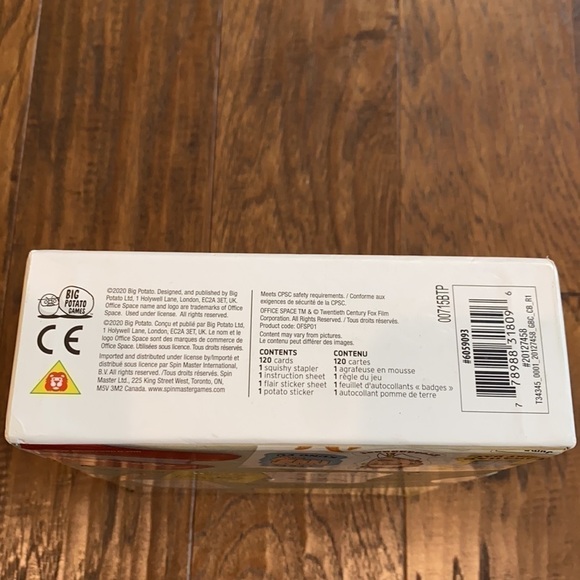 BIG
POTATO
GAMES
CE
©2020 Big Potato. Designed, and published by Big
Potato Ltd, 1 Holywell Lane, London, EC2A 3ET, UK.
Office Space name and logo are trademarks of Office
Space. Used under license. All rights reserved.
©2020 Big Potato. Conçu et publié par Big Potato Ltd,
1 Holywell Lane, London, EC2A 3ET, UK. Le nom et le
logo Office Space sont des marques de commerce de
Office Space. Utilisées sous licence. Tous droits réservés.
Imported and distributed under license by/Importé et
distribué sous licence par Spin Master International,
B.V. All rights reserved. /Tous droits réservés. Spin
Master Ltd., 225 King Street West, Toronto, ON,
M5V 3M2 Canada. www.spinmastergames.com
Meets CPSC safety requirements. / Conforme aux
exigences de sécurité de la CPSC.
OFFICE SPACE TM & © Twentieth Century Fox Film
Corporation. All Rights Reserved. / Tous droits réservés.
Product code: OFSP01
Content may vary from pictures.
Le contenu peut différer des images.
CONTENTS
120 cards
1 squishy stapler
1 instruction sheet
1 flair sticker sheet
1 potato sticker
CONTENU
120 cartes
1 agrafeuse en mousse
1 règle du jeu
1 feuillet d'autocollants « badges »
1 autocollant pomme de terre
00715BTP
#6059093
#20127458
7 78988 31809 6
T34345_0001_20127458_GBC_CB_R1